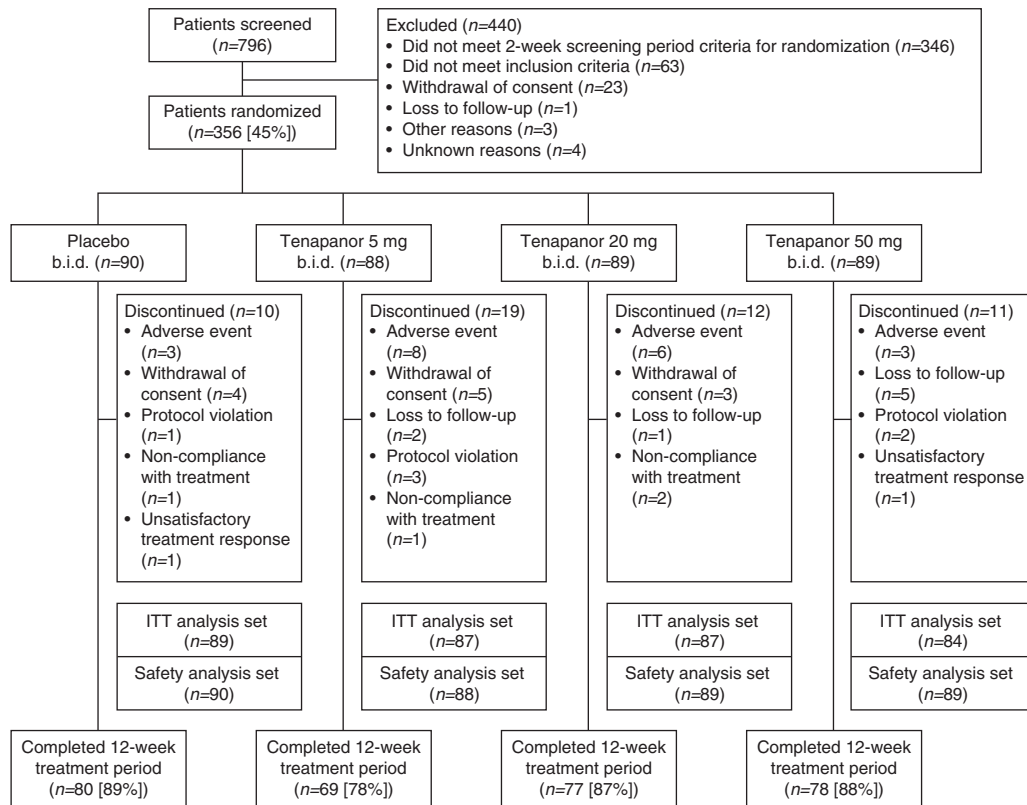 Patients screened
(n=796)
Excluded (n=440)
• Did not meet 2-week screening period criteria for randomization (n=346)
• Did not meet inclusion criteria (n=63)
• Withdrawal of consent (n=23)
• Loss to follow-up (n=1)
• Other reasons (n=3)
• Unknown reasons (n=4)
Patients randomized
(n=356 [45%])
Placebo
b.i.d. (n=90)
Tenapanor 5 mg
b.i.d. (n=88)
Tenapanor 20 mg
b.i.d. (n=89)
Tenapanor 50 mg
b.i.d. (n=89)
Discontinued (n=10)
• Adverse event
(n=3)
• Withdrawal of
consent (n=4)
• Protocol violation
(n=1)
• Non-compliance
with treatment
(n=1)
• Unsatisfactory
treatment response
(n=1)
Discontinued (n=19)
• Adverse event
(n=8)
• Withdrawal of
consent (n=5)
• Loss to follow-up
(n=2)
• Protocol violation
(n=3)
• Non-compliance
with treatment
(n=1)
Discontinued (n=12)
• Adverse event
(n=6)
• Withdrawal of
consent (n=3)
• Loss to follow-up
(n=1)
• Non-compliance
with treatment
(n=2)
Discontinued (n=11)
• Adverse event
(n=3)
• Loss to follow-up
(n=5)
• Protocol violation
(n=2)
• Unsatisfactory
treatment response
(n=1)
ITT analysis set
(n=89)
Safety analysis set
(n=90)
ITT analysis set
(n=87)
Safety analysis set
(n=88)
ITT analysis set
(n=87)
Safety analysis set
(n=89)
ITT analysis set
(n=84)
Safety analysis set
(n=89)
Completed 12-week
treatment period
(n=80 [89%])
Completed 12-week
treatment period
(n=69 [78%])
Completed 12-week
treatment period
(n=77 [87%])
Completed 12-week
treatment period
(n=78 [88%])